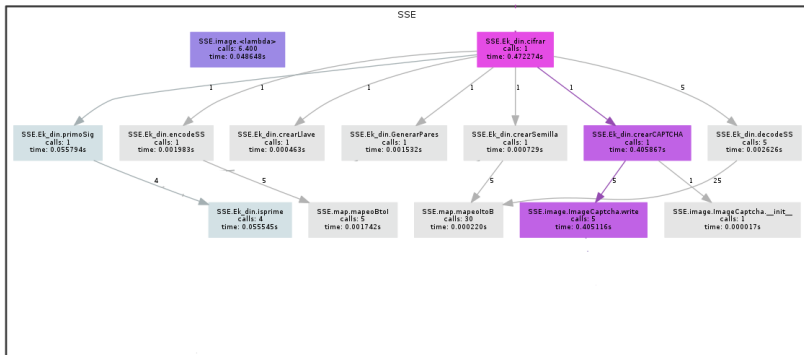 SSE
SSE.image.<lambda>
calls: 6.400
time: 0.048648s
SSE.Ek_din.cifrar
calls: 1
time: 0.472274s
1
1
1
1
1
1
5
SSE.Ek_din.primoSig
calls: 1
time: 0.055794s
SSE.Ek_din.encodeSS
calls: 1
time: 0.001983s
SSE.Ek_din.crearLlave
calls: 1
time: 0.000463s
SSE.Ek_din.GenerarPares
calls: 1
time: 0.001532s
SSE.Ek_din.crearSemilla
calls: 1
time: 0.000729s
SSE.Ek_din.crearCAPTCHA
calls: 1
time: 0.405867s
SSE.Ek_din.decodeSS
calls: 5
time: 0.002626s
4
5
5
5
1
25
SSE.Ek_din.isprime
calls: 4
time: 0.055545s
SSE.map.mapeoBtoI
calls: 5
time: 0.001742s
SSE.map.mapeoItoB
calls: 30
time: 0.000220s
SSE.image.ImageCaptcha.write
calls: 5
time: 0.405116s
SSE.image.ImageCaptcha.__init__
calls: 1
time: 0.000017s